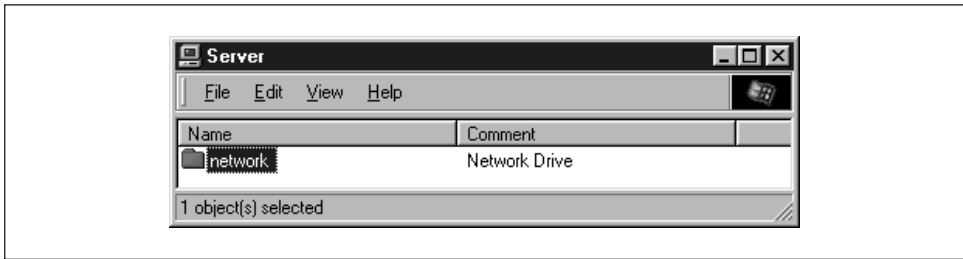 Server
File Edit View Help
Name Comment
network Network Drive
1 object(s) selected